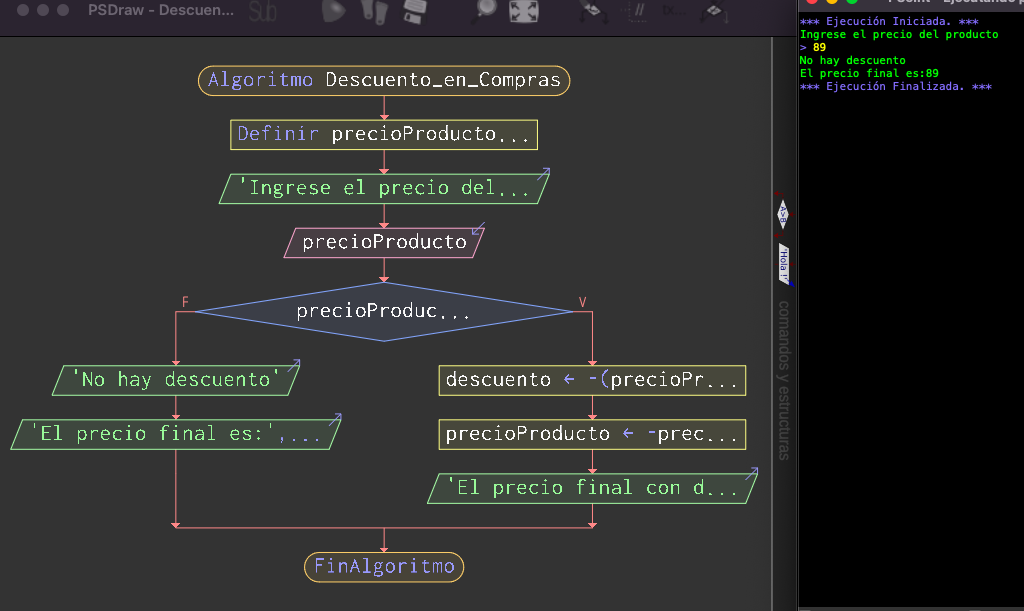 PSDraw - Descuen...
Sub
Algoritmo Descuento_en_Compras
Definir precioProducto...
'Ingrese el precio del...
precioProducto
precioProduc...
F
V
'No hay descuento'
'El precio final es:',...
descuento ← -(precioPr...
precioProducto ← -prec...
'El precio final con d...
FinAlgoritmo
A>B
"Hola !"
comandos y estructuras
*** Ejecución Iniciada. ***
Ingrese el precio del producto
> 89
No hay descuento
El precio final es:89
*** Ejecución Finalizada. ***